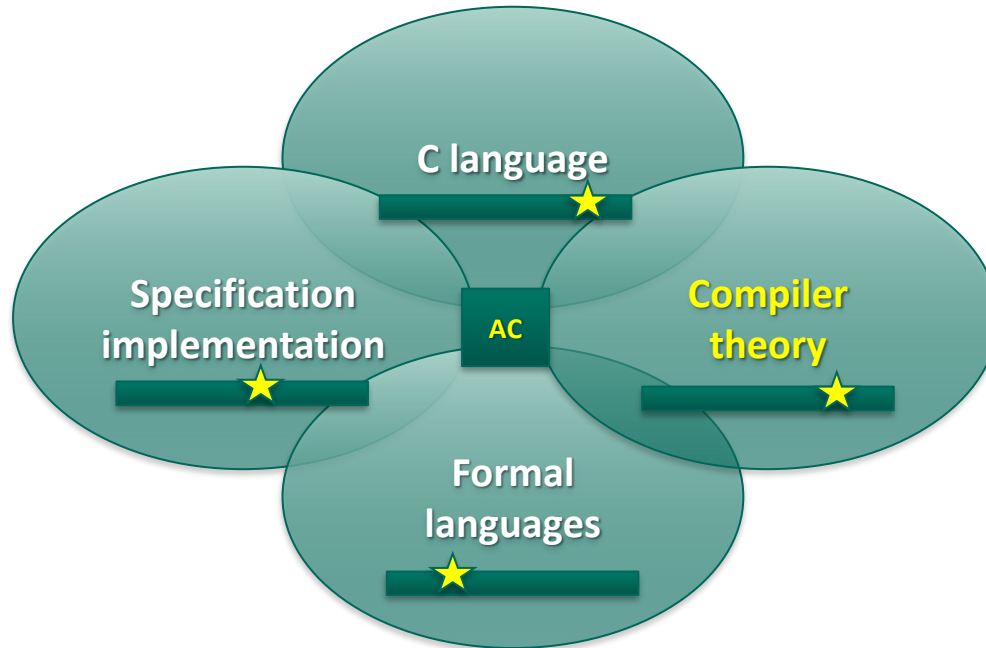 C language
Specification
implementation
AC
Compiler
theory
Formal
languages